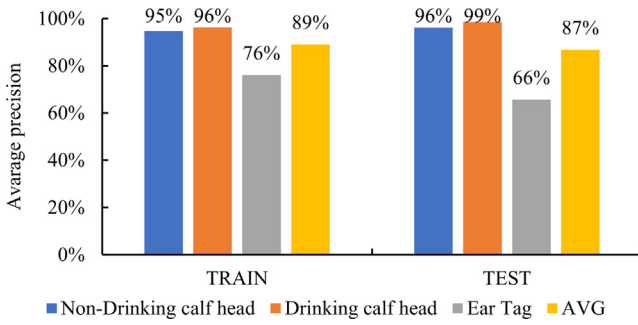 Avarage precision
100%
80%
60%
40%
20%
0%
95%
96%
76%
89%
96%
99%
66%
87%
TRAIN
TEST
Non-Drinking calf head
Drinking calf head
Ear Tag
AVG